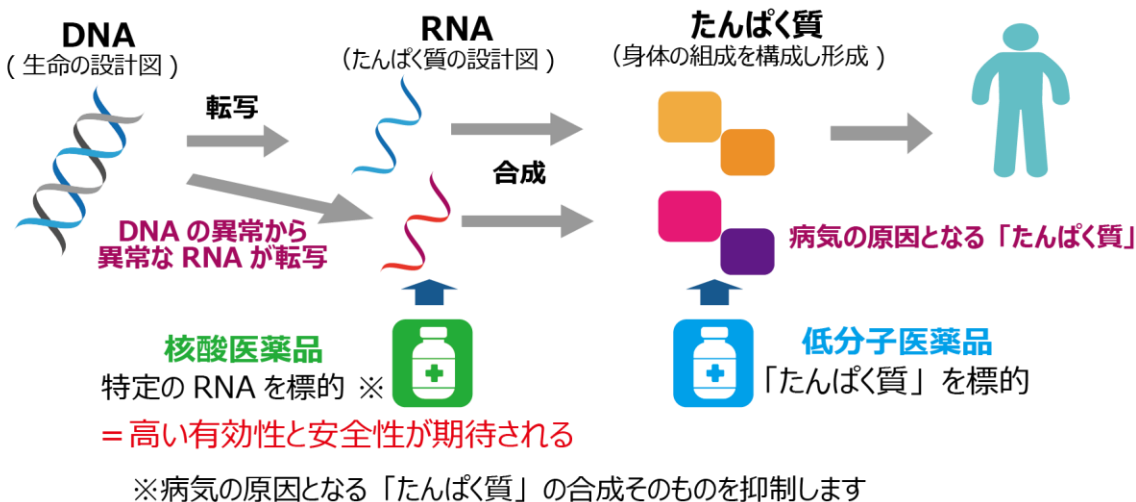 DNA
( 生命の設計図 )
転写
RNA
(たんぱく質の設計図 )
合成
たんぱく質
(身体の組成を構成し形成 )
DNA の異常から
異常な RNA が転写
病気の原因となる 「たんぱく質」
核酸医薬品
特定の RNA を標的 ※
= 高い有効性と安全性が期待される
低分子医薬品
「たんぱく質」 を標的
※病気の原因となる 「たんぱく質」 の合成そのものを抑制します